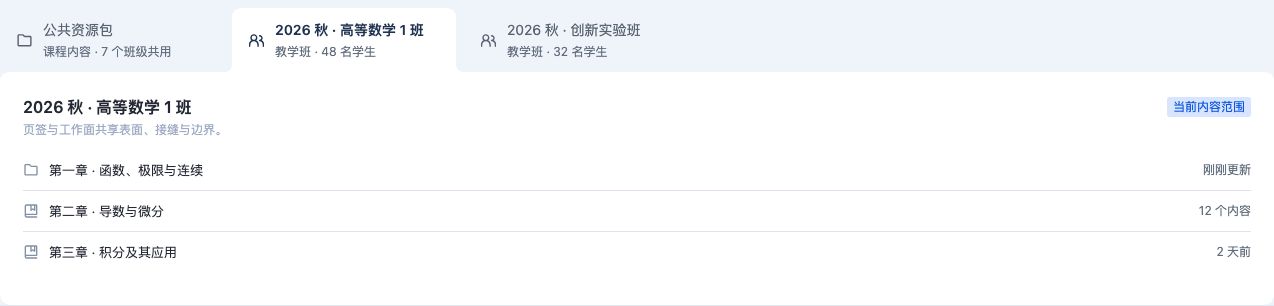 公共资源包
课程内容 · 7 个班级共用
2026 秋 · 高等数学 1 班
教学班 · 48 名学生
2026 秋 · 创新实验班
教学班 · 32 名学生
2026 秋 · 高等数学 1 班
当前内容范围
页签与工作面共享表面、接缝与边界。
第一章 · 函数、极限与连续
刚刚更新
第二章 · 导数与微分
12 个内容
第三章 · 积分及其应用
2 天前